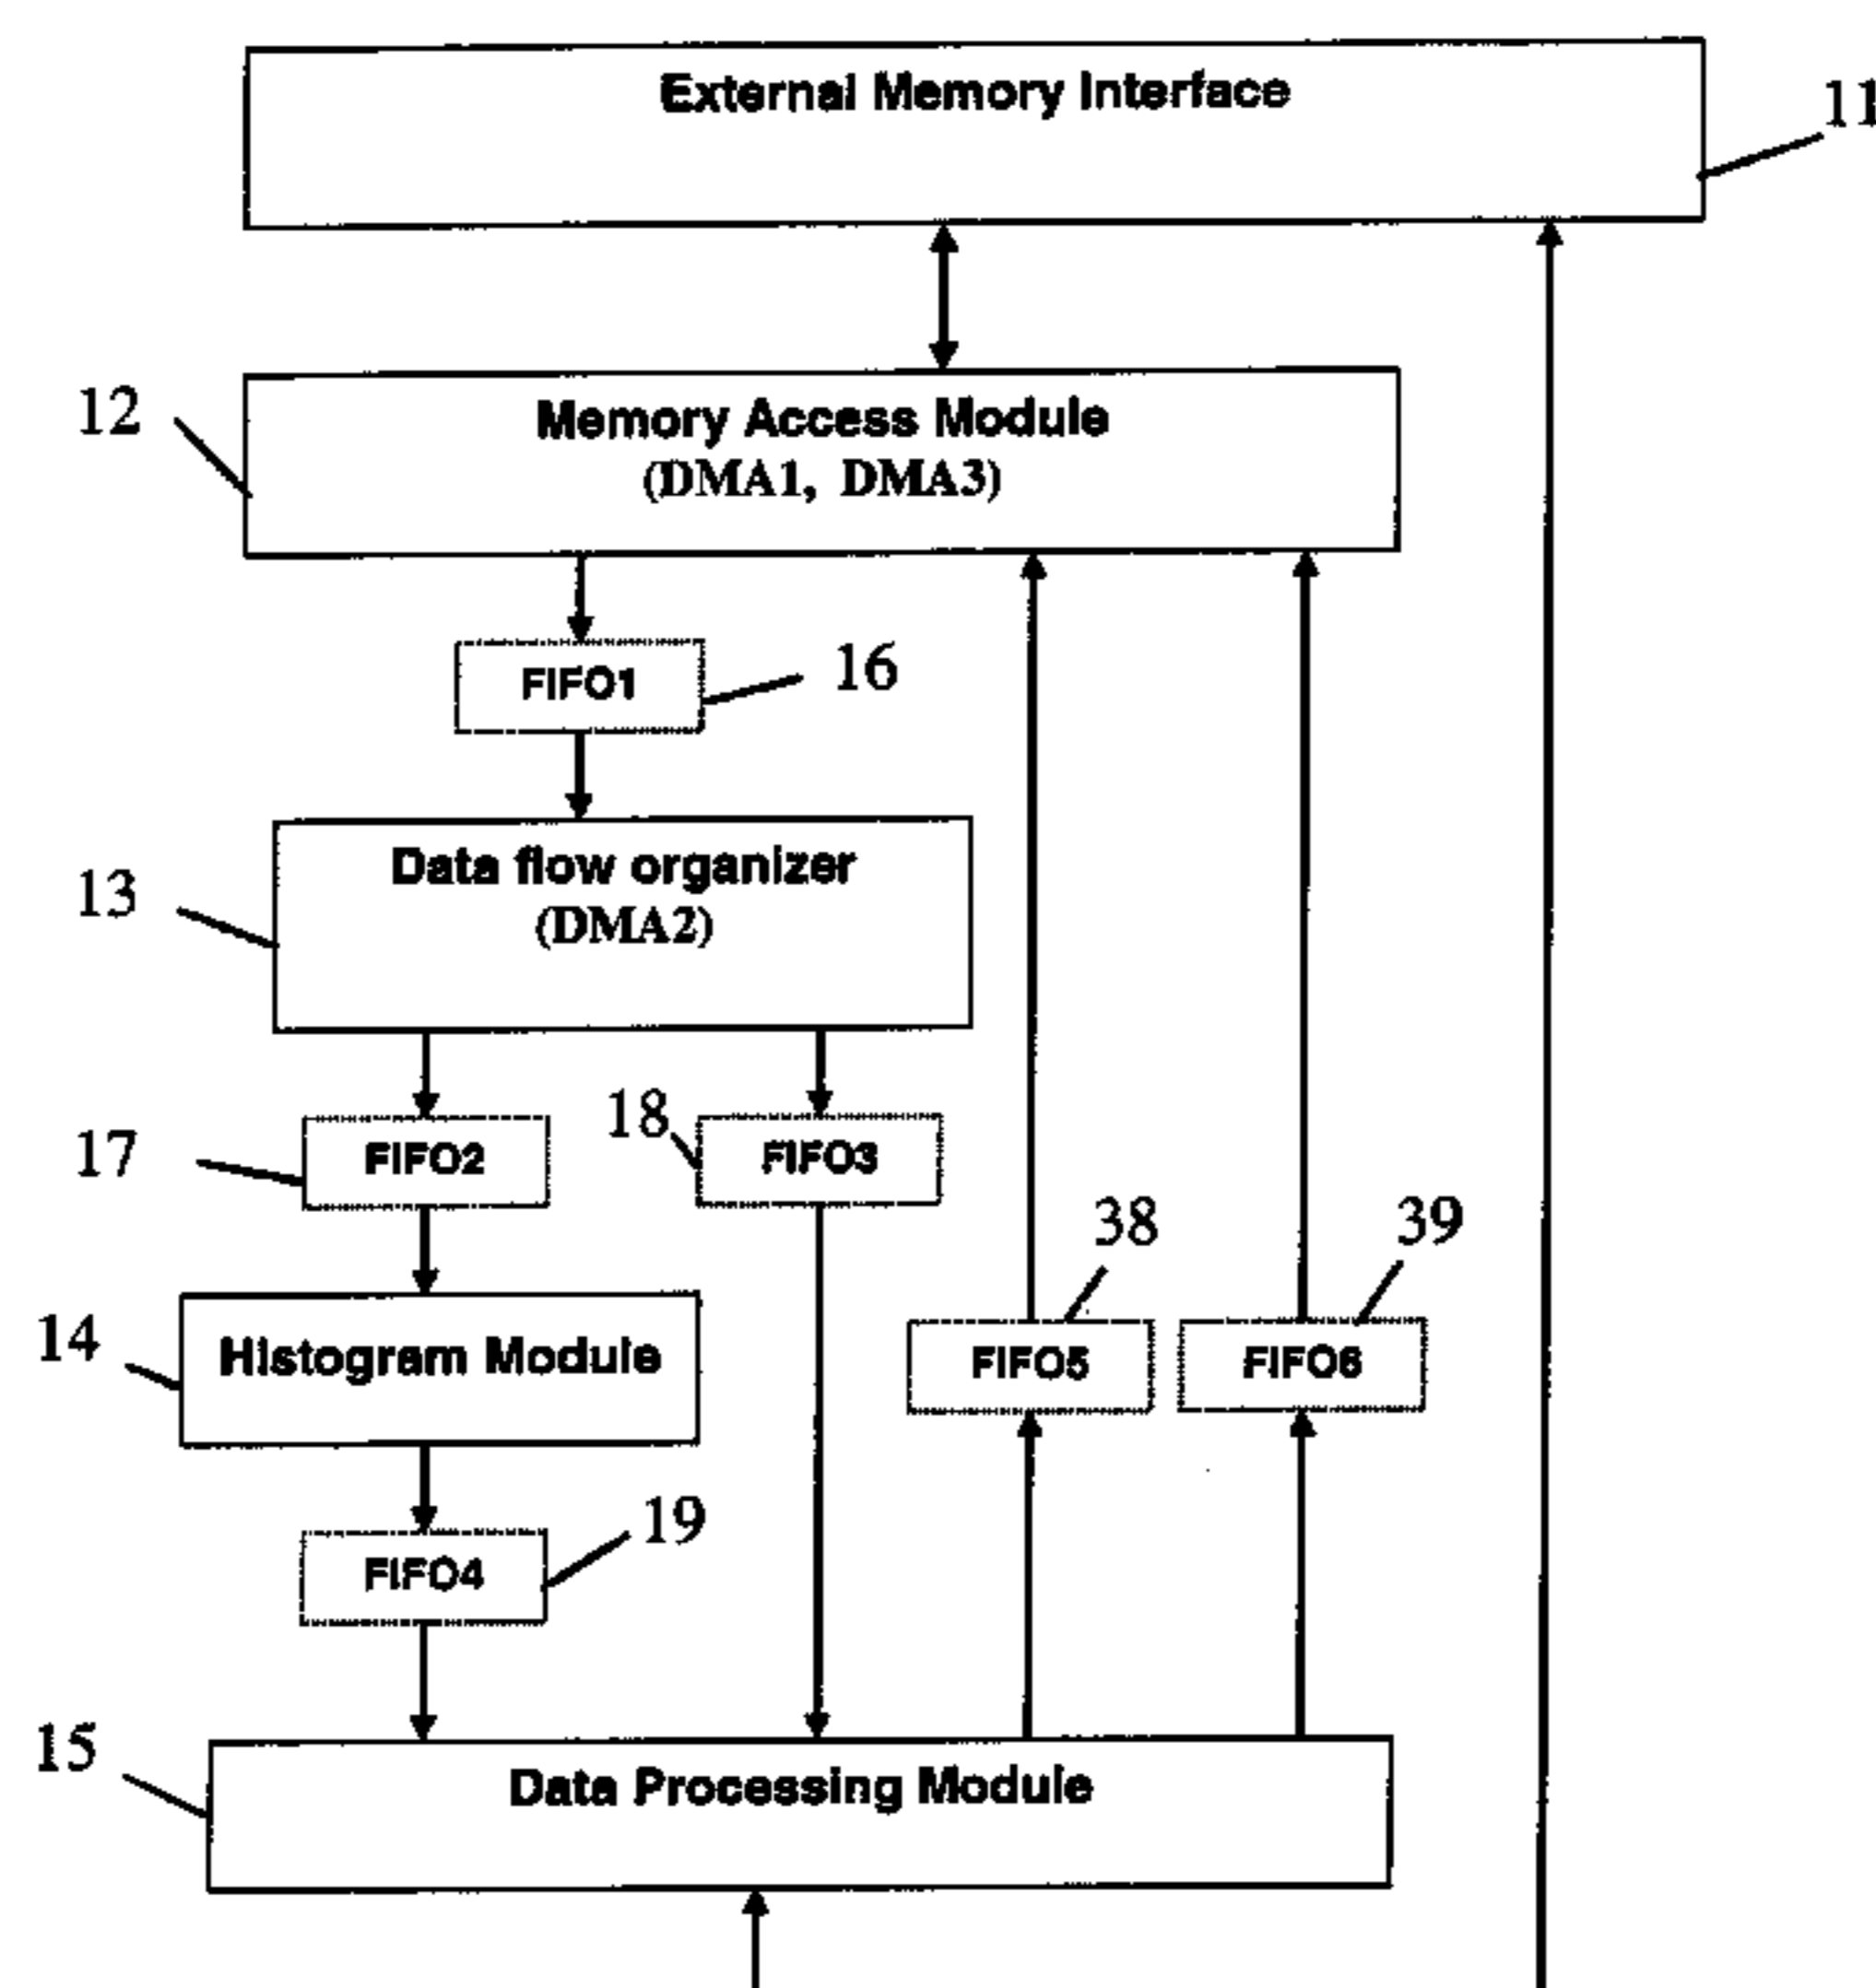 External Memory Interface
11
12
Memory Access Module
(DMA1, DMA3)
FIFO1
16
13
Data flow organizer
(DMA2)
17
FIFO2
18
FIFO3
38
39
14
Histogram Module
FIFO5
FIFO6
FIFO4
19
15
Data Processing Module